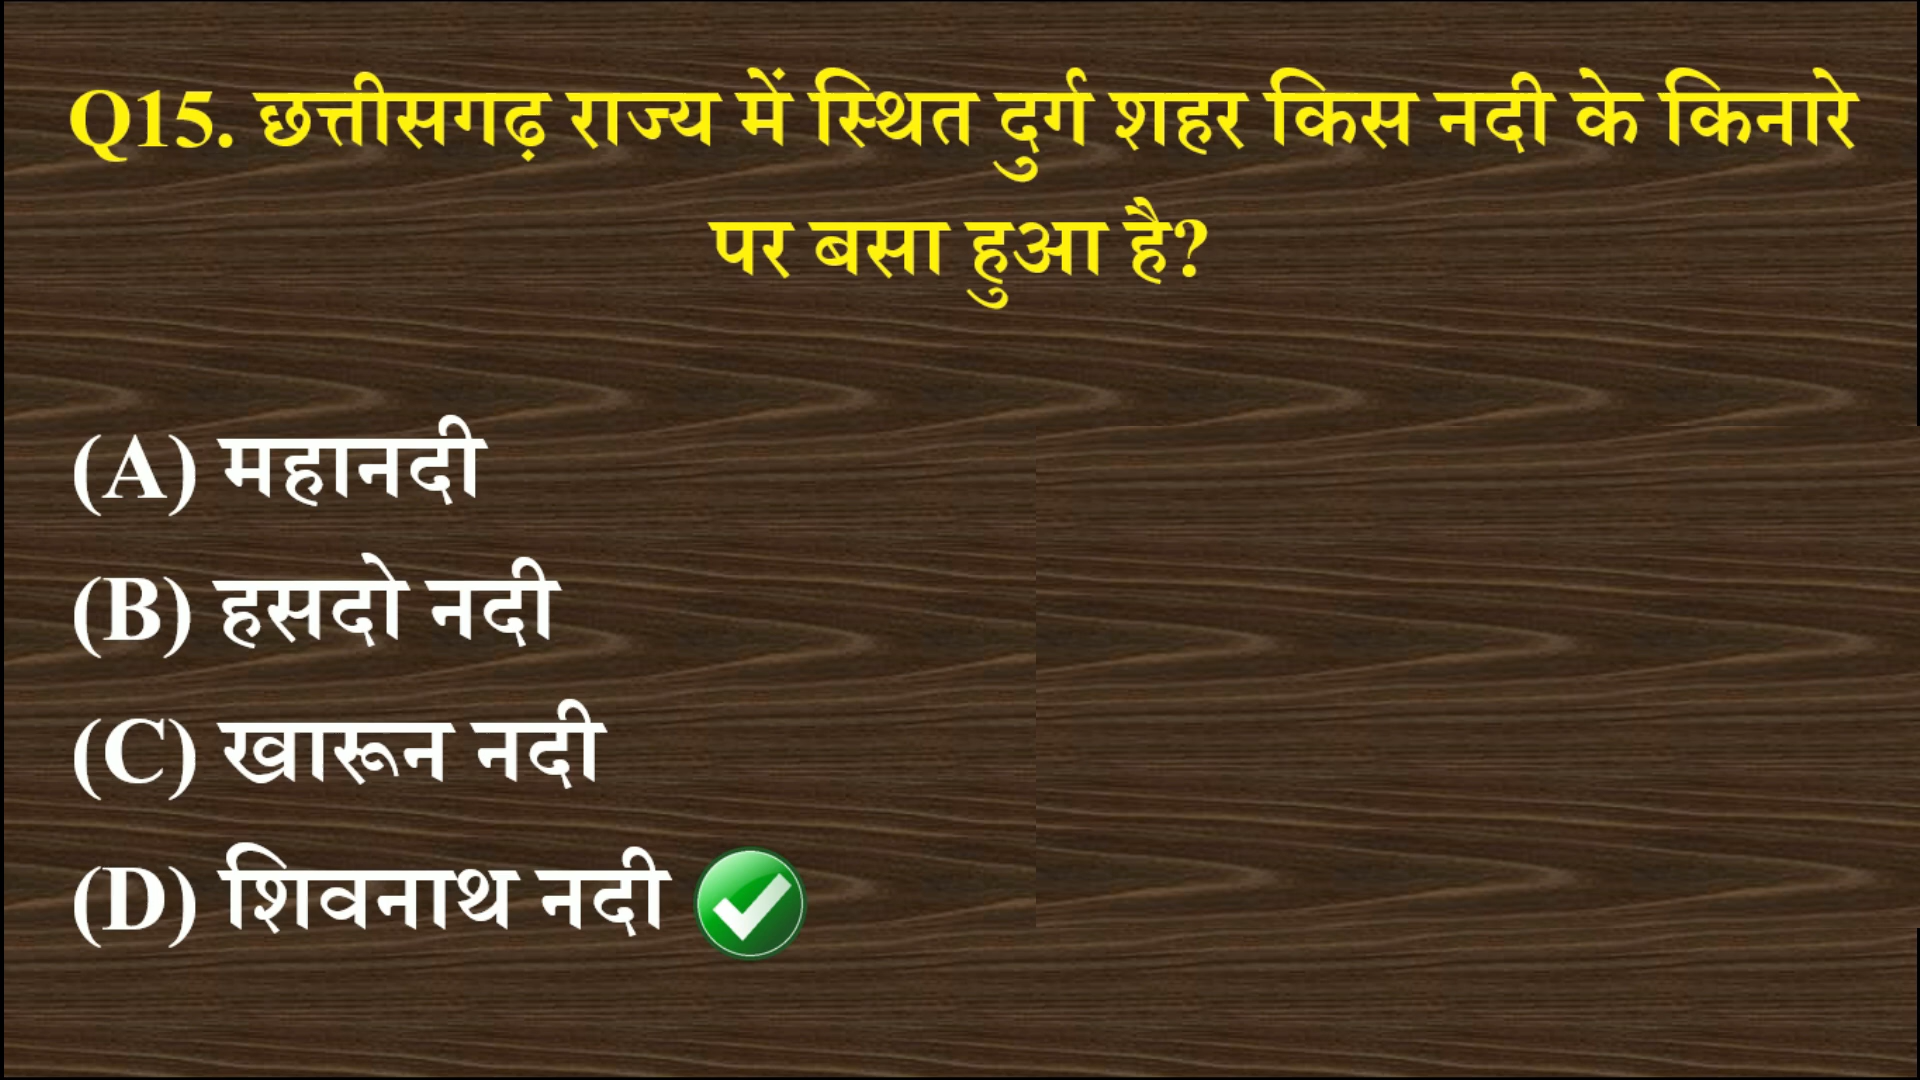 Q15. छत्तीसगढ़ राज्य में स्थित दुर्ग शहर किस नदी के किनारे
पर बसा हुआ है?
(A) महानदी
(B) हसदो नदी
(C) खारून नदी
(D) शिवनाथ नदी